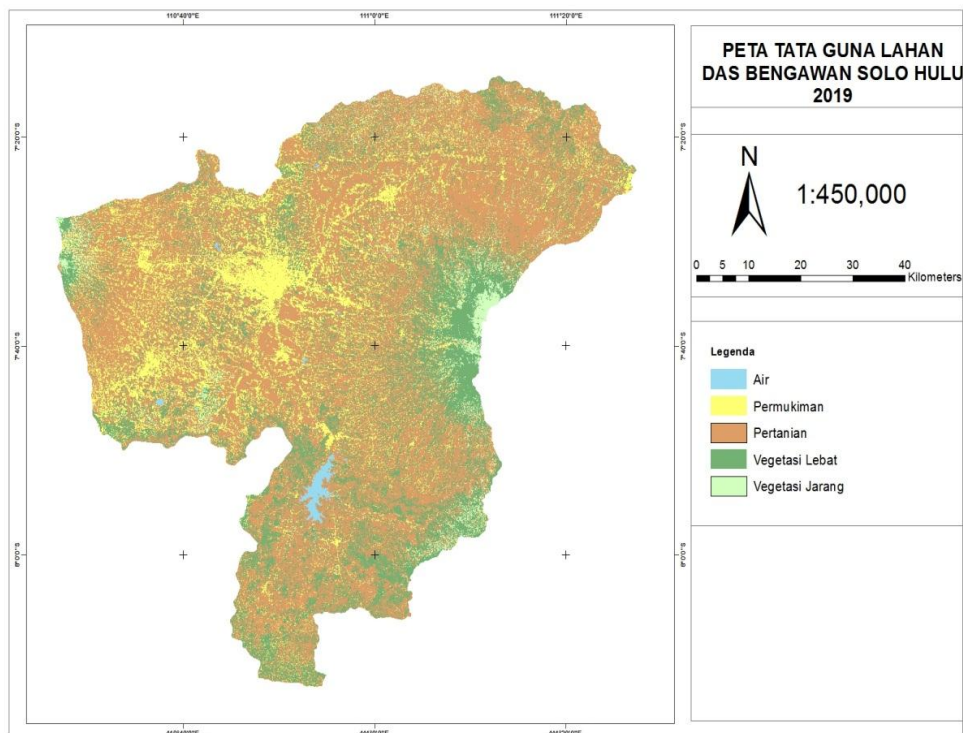 110°40'0"E
111°0'0"E
111°20'0"E
7°20'0"S
7°20'0"S
7°40'0"S
7°40'0"S
8°0'0"S
8°0'0"S
PETA TATA GUNA LAHAN
DAS BENGAWAN SOLO HULU
2019
N
1:450,000
0 5 10 20 30 40
Kilometers
Legenda
Air
Permukiman
Pertanian
Vegetasi Lebat
Vegetasi Jarang